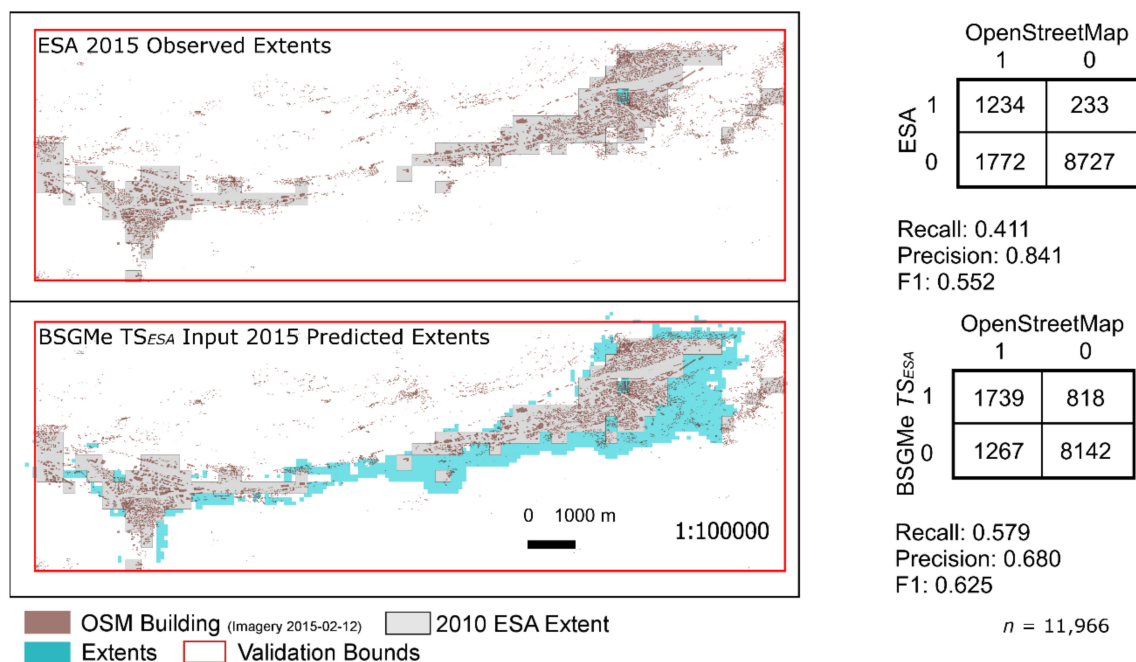 ESA 2015 Observed Extents
OpenStreetMap
1 0
ESA
1 1234 233
0 1772 8727
Recall: 0.411
Precision: 0.841
F1: 0.552
BSGMe TSESA Input 2015 Predicted Extents
0 1000 m
1:100000
OpenStreetMap
1 0
BSGMe TSESA
1 1739 818
0 1267 8142
Recall: 0.579
Precision: 0.680
F1: 0.625
n = 11,966
OSM Building (Imagery 2015-02-12) 2010 ESA Extent
Extents Validation Bounds